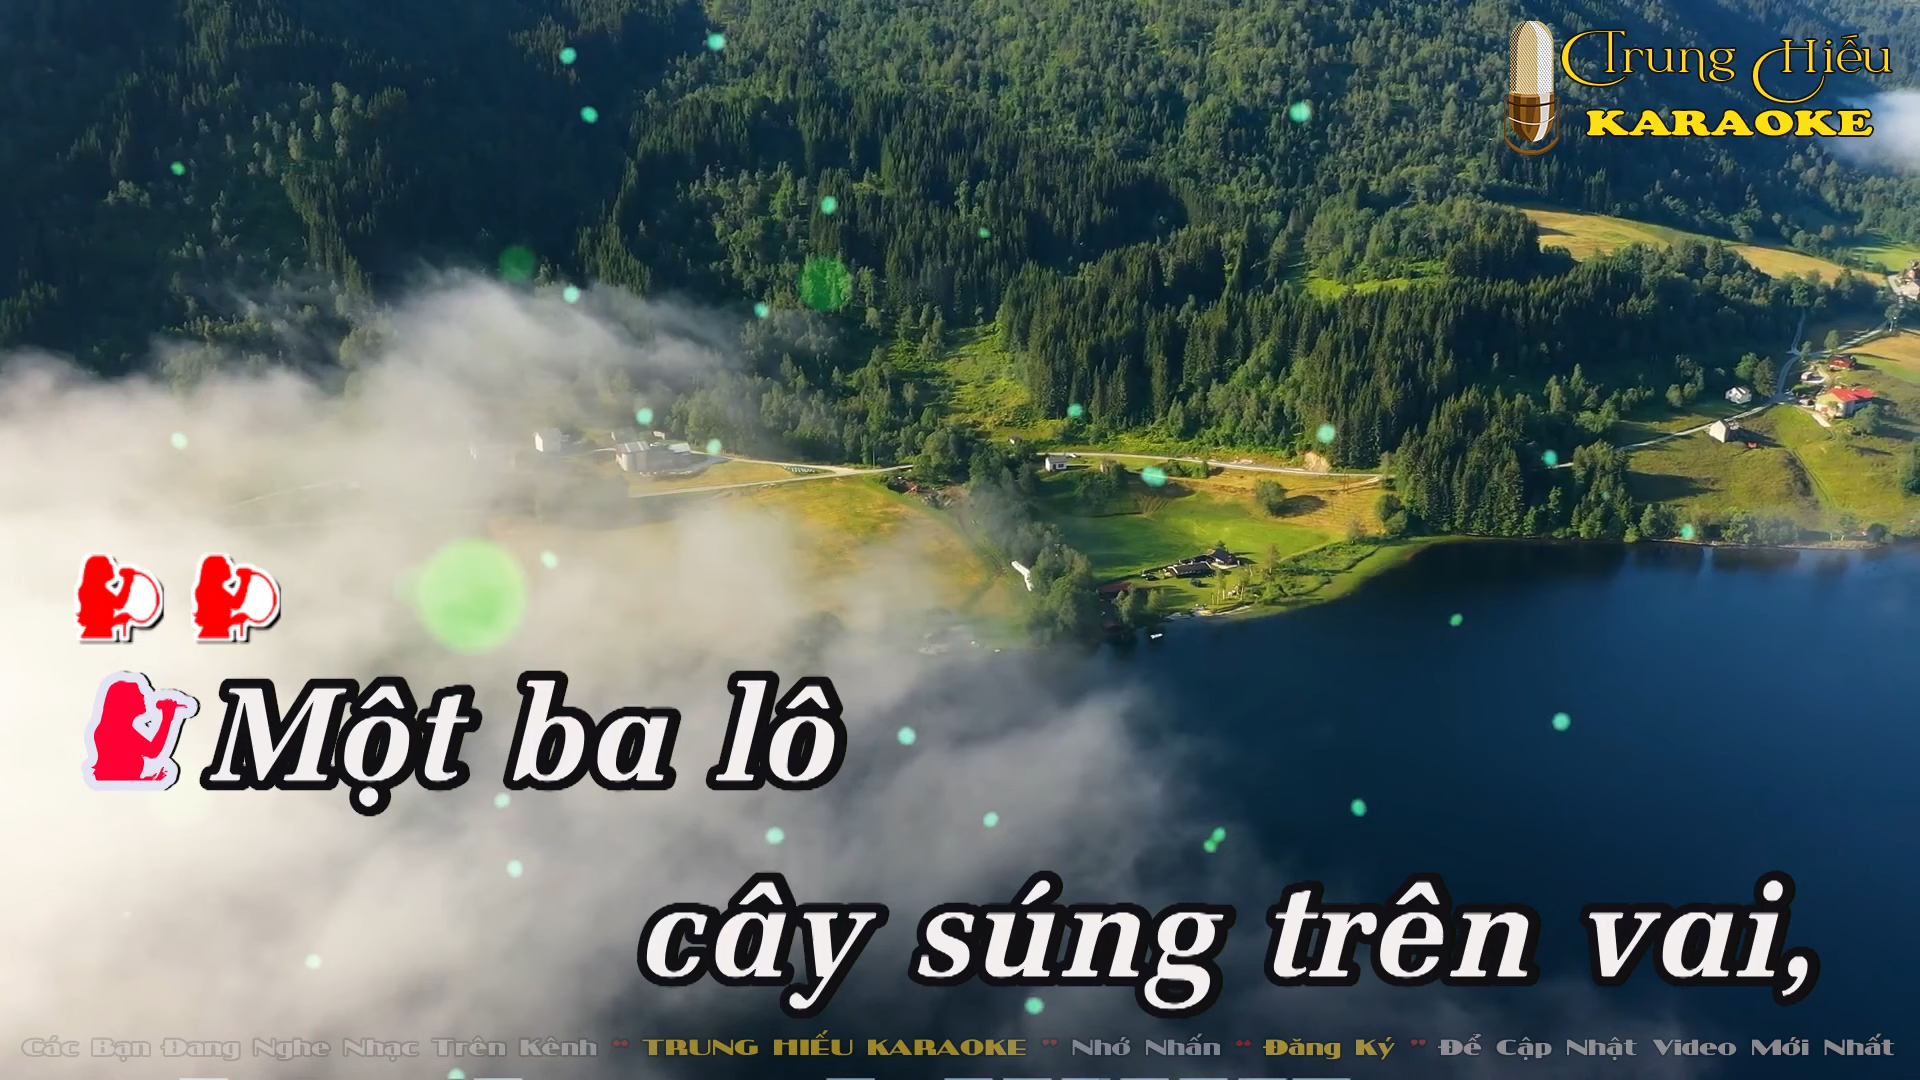 Trung Hiếu
KARAOKE
Một ba lô
cây súng trên vai,
Các Bạn Đang Nghe Nhạc Trên Kênh " TRUNG HIẾU KARAOKE " Nhớ Nhấn " Đăng Ký " Để Cập Nhật Video Mới Nhất